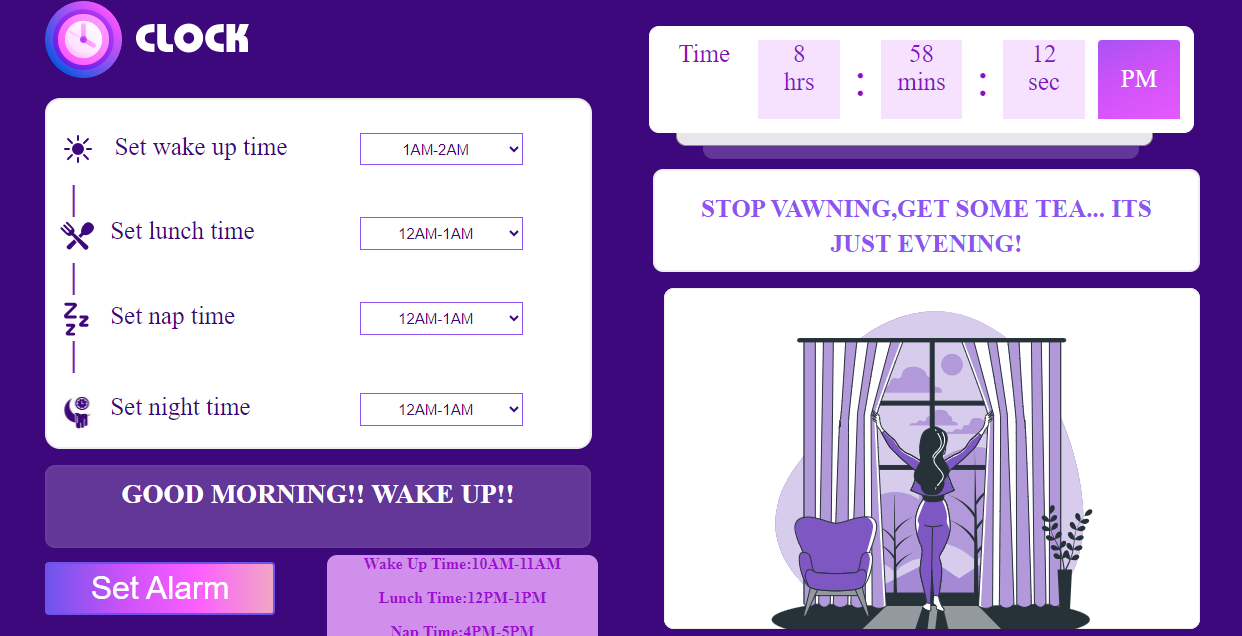 CLOCK
Set wake up time
1AM-2AM
Set lunch time
12AM-1AM
Set nap time
12AM-1AM
Set night time
12AM-1AM
GOOD MORNING!! WAKE UP!!
Set Alarm
Wake Up Time:10AM-11AM
Lunch Time:12PM-1PM
Nap Time:4PM-5PM
Time
8
hrs
:
58
mins
:
12
sec
PM
STOP VAWNING,GET SOME TEA... ITS
JUST EVENING!